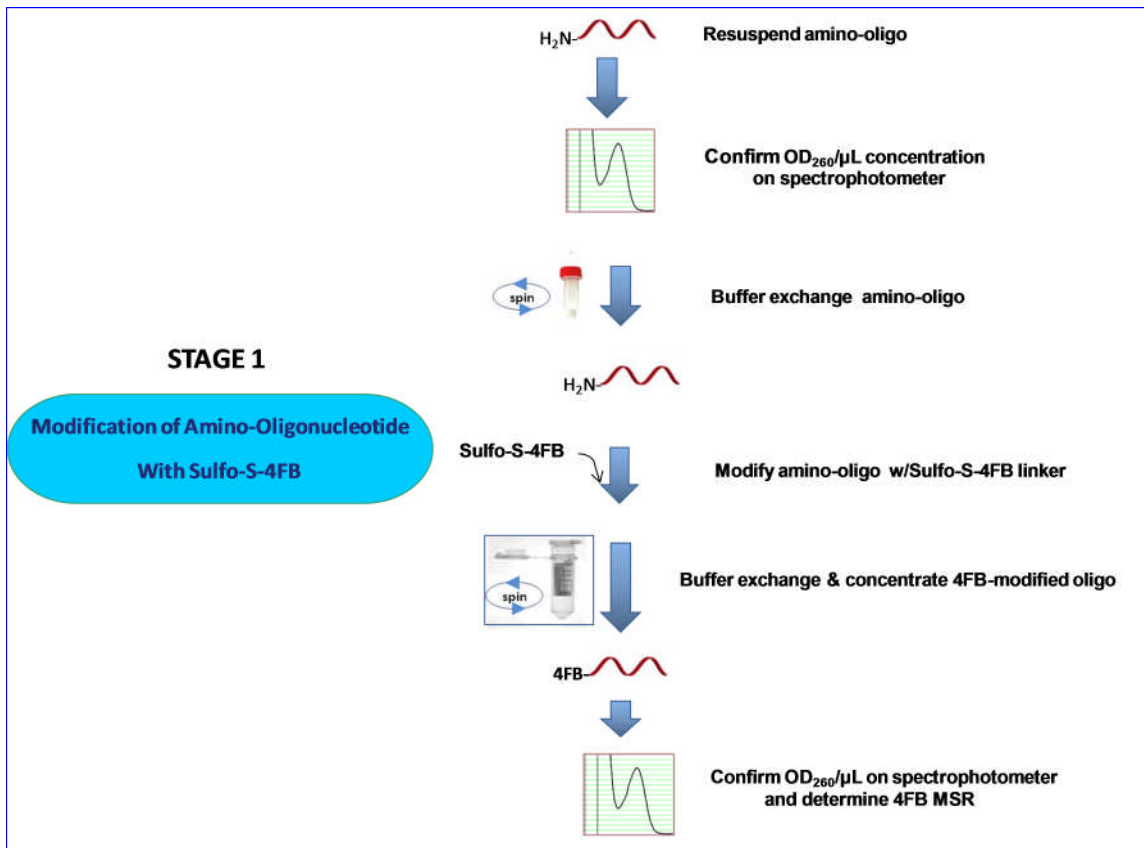 H₂N-
Resuspend amino-oligo
Confirm OD₂₆₀/µL concentration
on spectrophotometer
spin
Buffer exchange amino-oligo
STAGE 1
Modification of Amino-Oligonucleotide
With Sulfo-S-4FB
H₂N-
Sulfo-S-4FB
Modify amino-oligo w/Sulfo-S-4FB linker
spin
Buffer exchange & concentrate 4FB-modified oligo
4FB-
Confirm OD₂₆₀/µL on spectrophotometer
and determine 4FB MSR